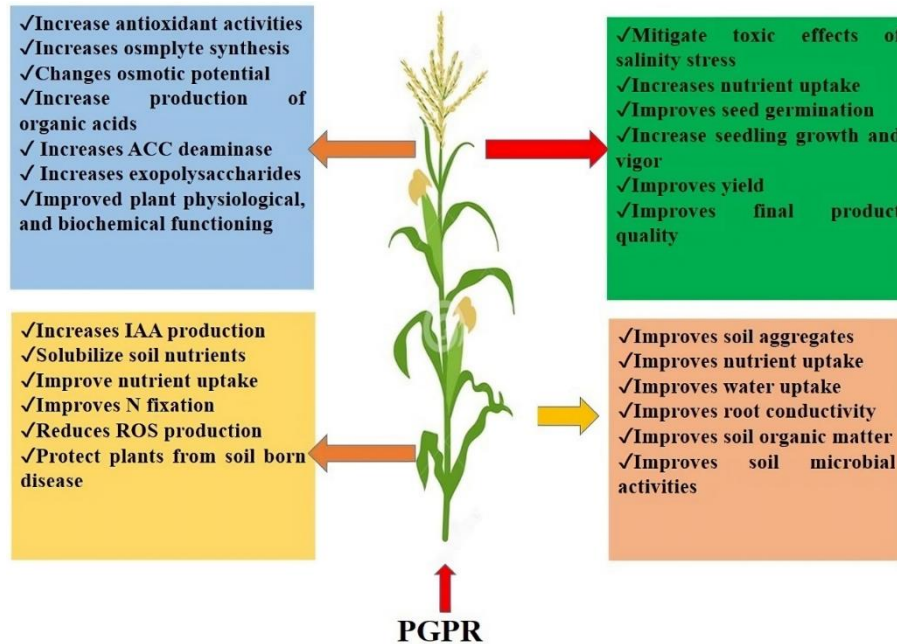 ✓Increase antioxidant activities
✓Increases osmplyte synthesis
✓Changes osmotic potential
✓Increase production of
organic acids
✓ Increases ACC deaminase
✓ Increases exopolysaccharides
✓Improved plant physiological,
and biochemical functioning
✓Mitigate toxic effects of
salinity stress
✓Increases nutrient uptake
✓Improves seed germination
✓Increase seedling growth and
vigor
✓Improves yield
✓Improves final product
quality
✓Increases IAA production
✓Solubilize soil nutrients
✓Improve nutrient uptake
✓Improves N fixation
✓Reduces ROS production
✓Protect plants from soil born
disease
✓Improves soil aggregates
✓Improves nutrient uptake
✓Improves water uptake
✓Improves root conductivity
✓Improves soil organic matter
✓Improves soil microbial
activities
PGPR